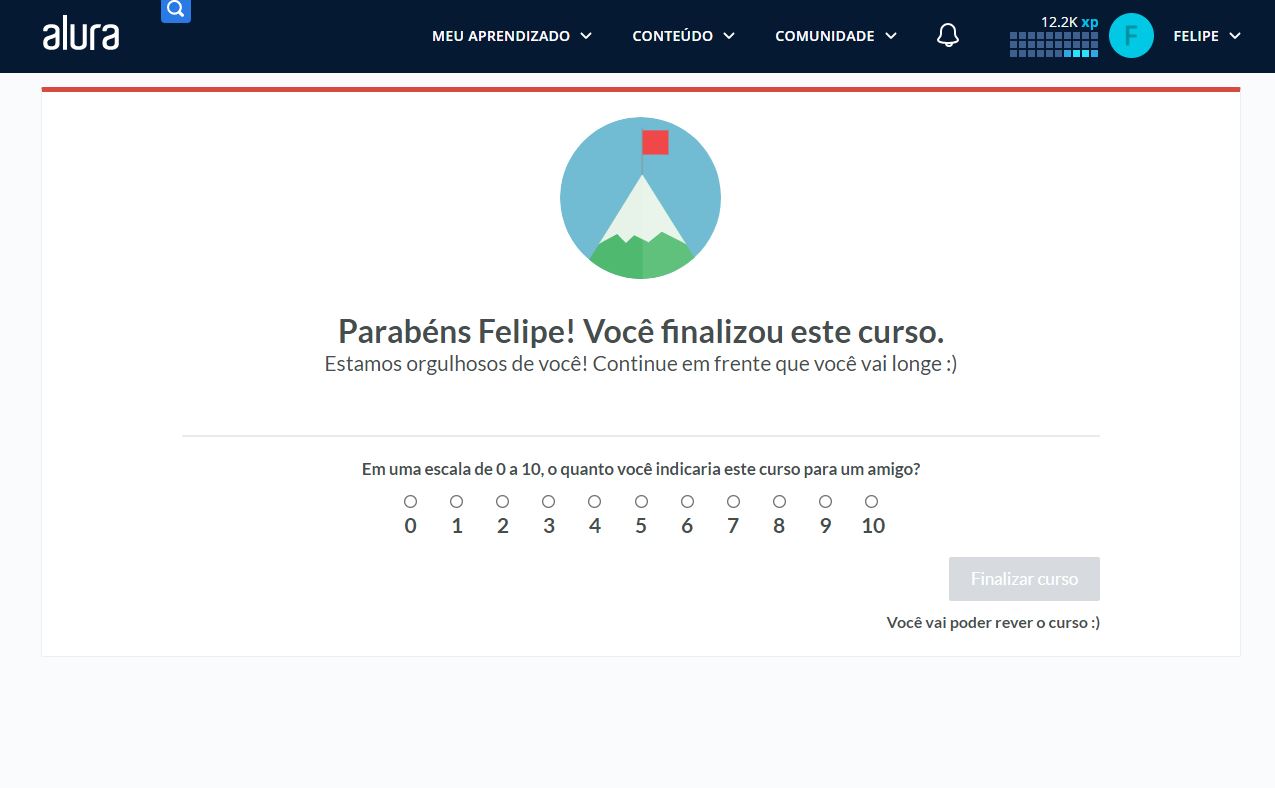 alura
MEU APRENDIZADO
CONTEÚDO
COMUNIDADE
12.2K xp
F
FELIPE
Parabéns Felipe! Você finalizou este curso.
Estamos orgulhosos de você! Continue em frente que você vai longe :)
Em uma escala de 0 a 10, o quanto você indicaria este curso para um amigo?
0 1 2 3 4 5 6 7 8 9 10
Finalizar curso
Você vai poder rever o curso :)